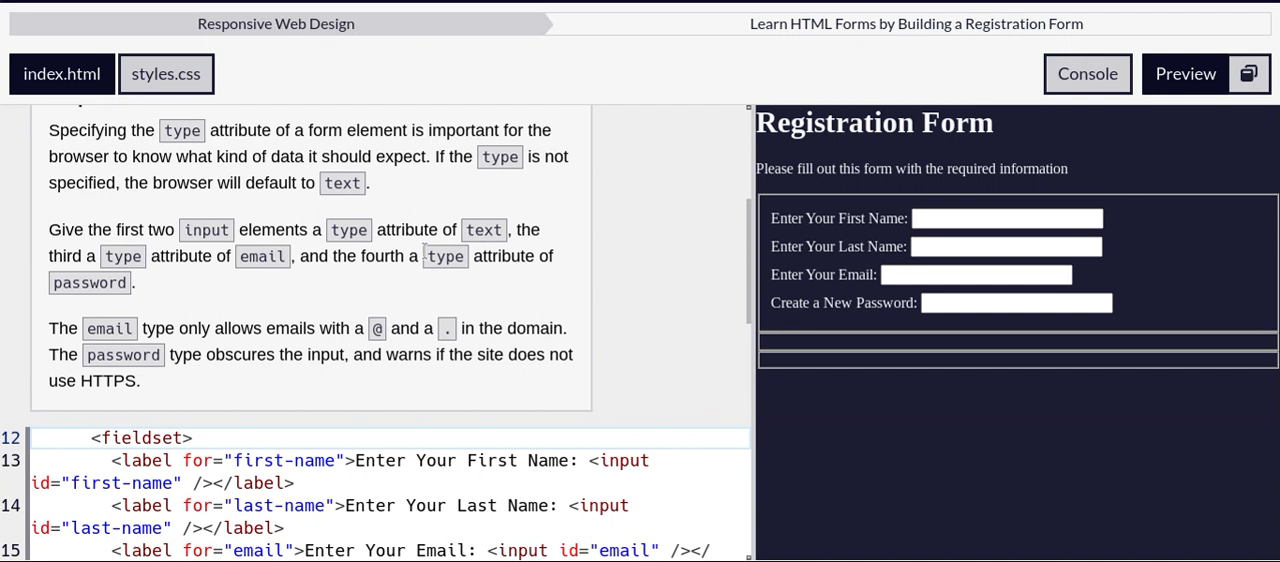 Responsive Web Design
Learn HTML Forms by Building a Registration Form
index.html
styles.css
Console
Preview
Specifying the type attribute of a form element is important for the
browser to know what kind of data it should expect. If the type is not
specified, the browser will default to text.
Give the first two input elements a type attribute of text, the
third a type attribute of email, and the fourth a type attribute of
password.
The email type only allows emails with a @ and a . in the domain.
The password type obscures the input, and warns if the site does not
use HTTPS.
12 <fieldset>
13 <label for="first-name">Enter Your First Name: <input
id="first-name" /></label>
14 <label for="last-name">Enter Your Last Name: <input
id="last-name" /></label>
15 <label for="email">Enter Your Email: <input id="email" /></
Registration Form
Please fill out this form with the required information
Enter Your First Name:
Enter Your Last Name:
Enter Your Email:
Create a New Password: